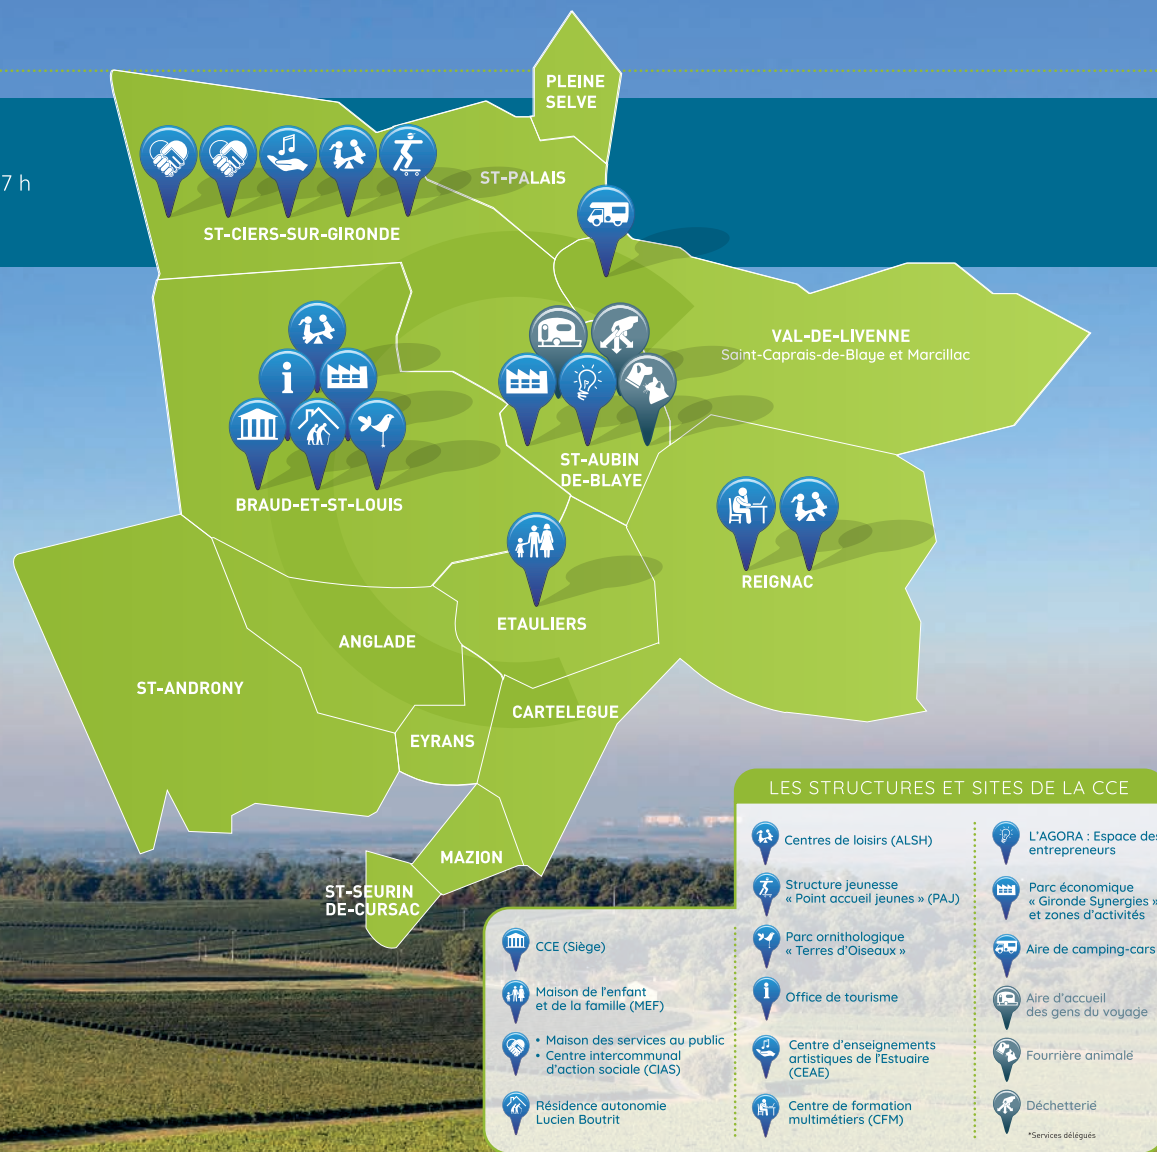 7 h
PLEINE
SELVE
ST-PALAIS
ST-CIERS-SUR-GIRONDE
VAL-DE-LIVENNE
Saint-Caprais-de-Blaye et Marcillac
ST-AUBIN
DE-BLAYE
BRAUD-ET-ST-LOUIS
REIGNAC
ETAULIERS
ANGLADE
ST-ANDRONY
CARTELEGUE
EYRANS
MAZION
ST-SEURIN
DE-CURSAC
LES STRUCTURES ET SITES DE LA CCE
CCE (Siège)
Maison de l'enfant
et de la famille (MEF)
• Maison des services au public
• Centre intercommunal
d'action sociale (CIAS)
Résidence autonomie
Lucien Boutrit
Centres de loisirs (ALSH)
Structure jeunesse
« Point accueil jeunes » (PAJ)
Parc ornithologique
« Terres d'Oiseaux »
Office de tourisme
Centre d'enseignements
artistiques de l'Estuaire
(CEAE)
Centre de formation
multimétiers (CFM)
L'AGORA : Espace des
entrepreneurs
Parc économique
« Gironde Synergies »
et zones d'activités
Aire de camping-cars
Aire d'accueil
des gens du voyage
Fourrière animale
Déchetterie
*Services délégués